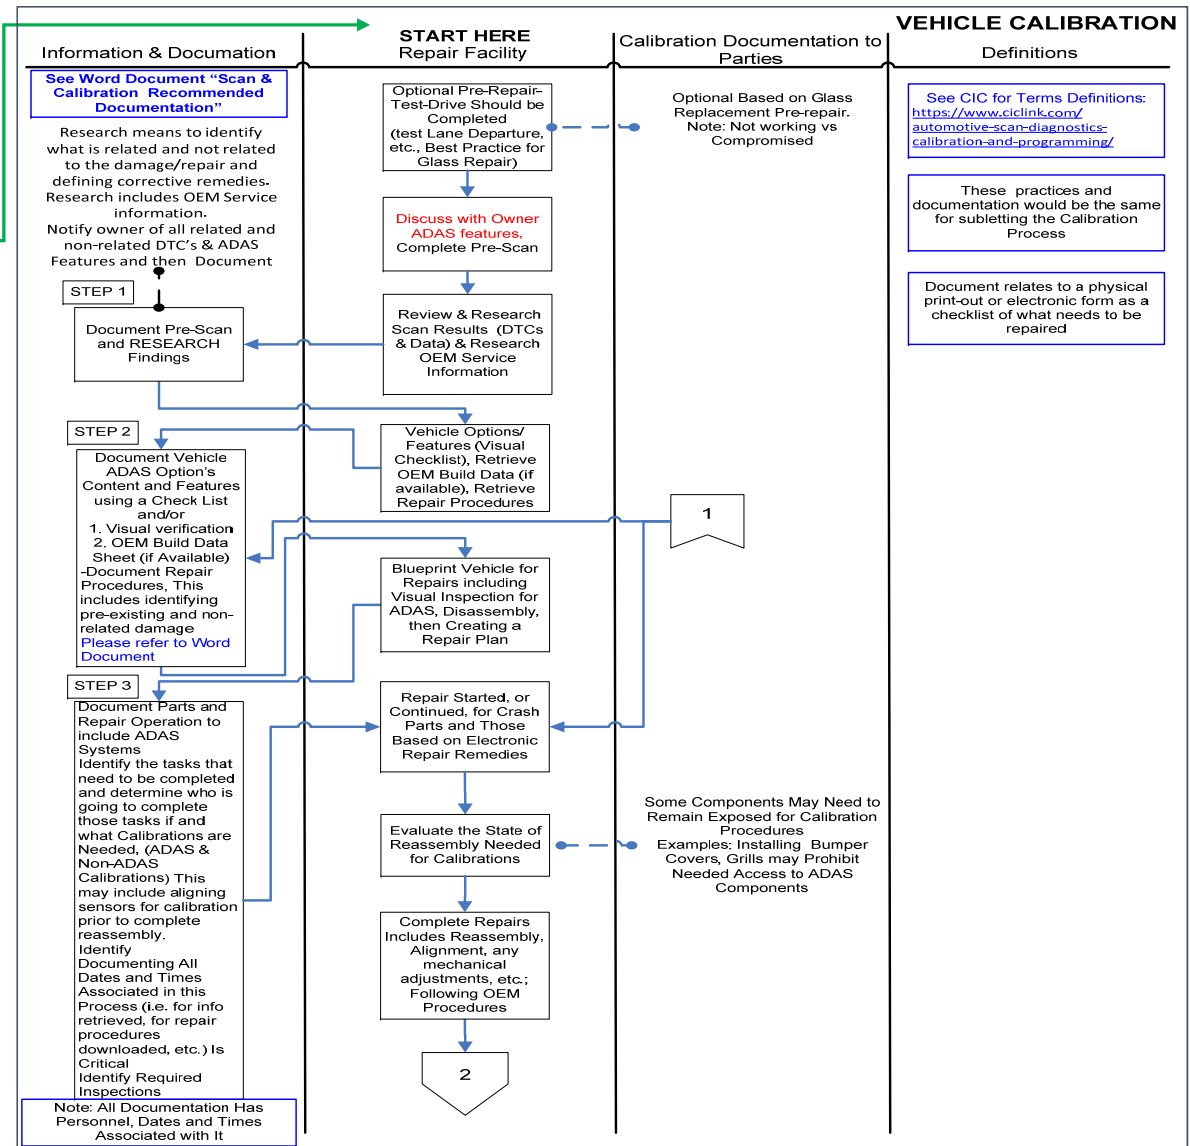 VEHICLE CALIBRATION
Information & Documation
START HERE
Repair Facility
Calibration Documentation to
Parties
Definitions
See Word Document “Scan &
Calibration Recommended
Documentation”
Research means to identify
what is related and not related
to the damage/repair and
defining corrective remedies.
Research includes OEM Service
information.
Notify owner of all related and
non-related DTC's & ADAS
Features and then Document
STEP 1
Document Pre-Scan
and RESEARCH
Findings
STEP 2
Document Vehicle
ADAS Option's
Content and Features
using a Check List
and/or
1. Visual verification
2. OEM Build Data
Sheet (if Available)
-Document Repair
Procedures, This
includes identifying
pre-existing and non-
related damage
Please refer to Word
Document
STEP 3
Document Parts and
Repair Operation to
include ADAS
Systems
Identify the tasks that
need to be completed
and determine who is
going to complete
those tasks if and
what Calibrations are
Needed, (ADAS &
Non-ADAS
Calibrations) This
may include aligning
sensors for calibration
prior to complete
reassembly.
Identify
Documenting All
Dates and Times
Associated in this
Process (i.e. for info
retrieved, for repair
procedures
downloaded, etc.) Is
Critical
Identify Required
Inspections
Note: All Documentation Has
Personnel, Dates and Times
Associated with It
Optional Pre-Repair-
Test-Drive Should be
Completed
(test Lane Departure,
etc., Best Practice for
Glass Repair)
Discuss with Owner
ADAS features,
Complete Pre-Scan
Review & Research
Scan Results (DTCs
& Data) & Research
OEM Service
Information
Vehicle Options/
Features (Visual
Checklist), Retrieve
OEM Build Data (if
available), Retrieve
Repair Procedures
Blueprint Vehicle for
Repairs including
Visual Inspection for
ADAS, Disassembly,
then Creating a
Repair Plan
Repair Started, or
Continued, for Crash
Parts and Those
Based on Electronic
Repair Remedies
Evaluate the State of
Reassembly Needed
for Calibrations
Complete Repairs
Includes Reassembly,
Alignment, any
mechanical
adjustments, etc.;
Following OEM
Procedures
2
Optional Based on Glass
Replacement Pre-repair.
Note: Not working vs
Compromised
1
Some Components May Need to
Remain Exposed for Calibration
Procedures
Examples: Installing Bumper
Covers, Grills may Prohibit
Needed Access to ADAS
Components
See CIC for Terms Definitions:
https://www.ciclink.com/
automotive-scan-diagnostics-
calibration-and-programming/
These practices and
documentation would be the same
for subletting the Calibration
Process
Document relates to a physical
print-out or electronic form as a
checklist of what needs to be
repaired